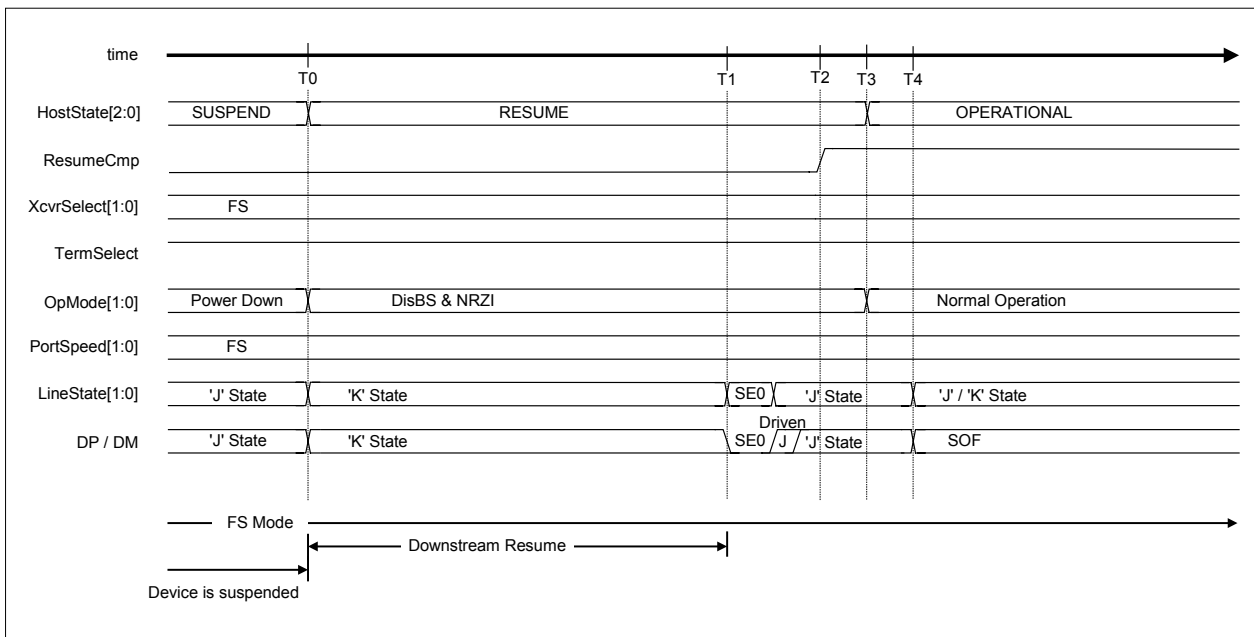 time
T0 T1 T2 T3 T4
HostState[2:0] SUSPEND RESUME OPERATIONAL
ResumeCmp
XcvrSelect[1:0] FS
TermSelect
OpMode[1:0] Power Down DisBS & NRZI Normal Operation
PortSpeed[1:0] FS
LineState[1:0] 'J' State 'K' State SE0 'J' State 'J' / 'K' State
Driven
DP / DM 'J' State 'K' State SE0 J 'J' State SOF
FS Mode
Downstream Resume
Device is suspended